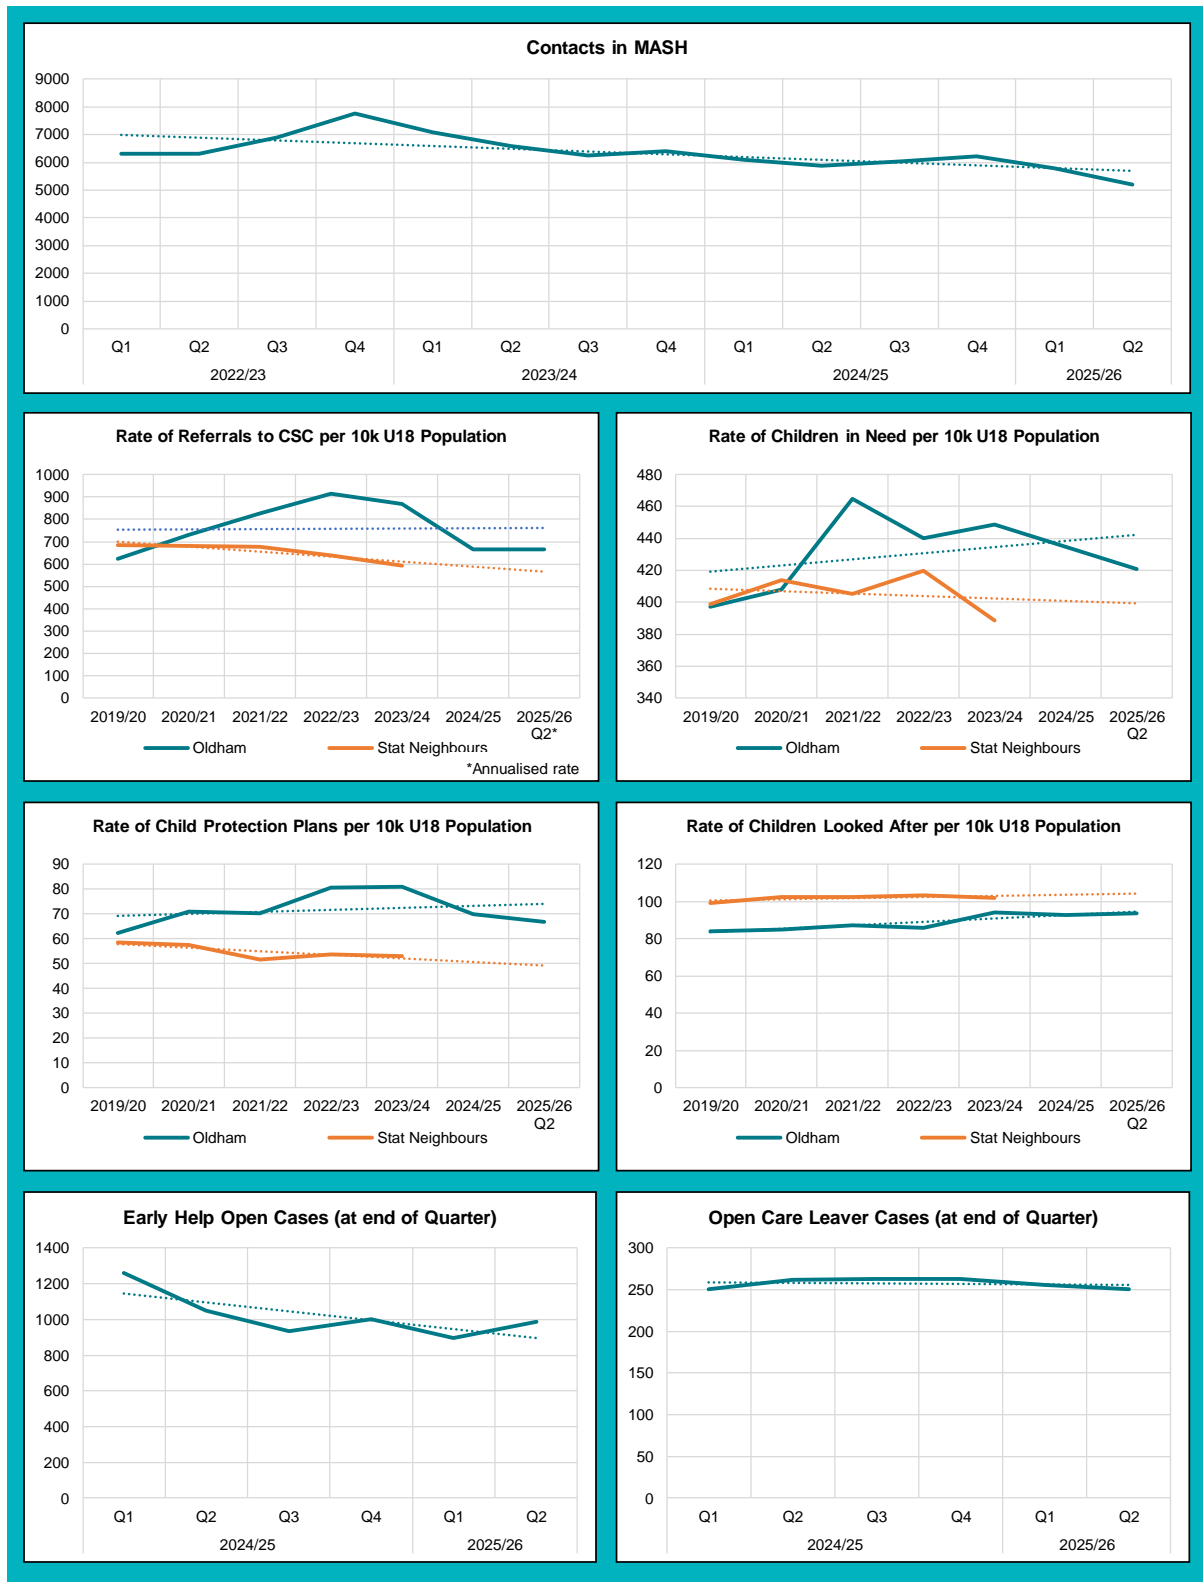 Contacts in MASH
9000
8000
7000
6000
5000
4000
3000
2000
1000
0
Q1 Q2 Q3 Q4 Q1 Q2 Q3 Q4 Q1 Q2 Q3 Q4 Q1 Q2
2022/23 2023/24 2024/25 2025/26
Rate of Referrals to CSC per 10k U18 Population
1000
900
800
700
600
500
400
300
200
100
0
2019/20 2020/21 2021/22 2022/23 2023/24 2024/25 2025/26
Q2*
Oldham Stat Neighbours
*Annualised rate
Rate of Children in Need per 10k U18 Population
480
460
440
420
400
380
360
340
2019/20 2020/21 2021/22 2022/23 2023/24 2024/25 2025/26
Q2
Oldham Stat Neighbours
Rate of Child Protection Plans per 10k U18 Population
90
80
70
60
50
40
30
20
10
0
2019/20 2020/21 2021/22 2022/23 2023/24 2024/25 2025/26
Q2
Oldham Stat Neighbours
Rate of Children Looked After per 10k U18 Population
120
100
80
60
40
20
0
2019/20 2020/21 2021/22 2022/23 2023/24 2024/25 2025/26
Q2
Oldham Stat Neighbours
Early Help Open Cases (at end of Quarter)
1400
1200
1000
800
600
400
200
0
Q1 Q2 Q3 Q4 Q1 Q2
2024/25 2025/26
Open Care Leaver Cases (at end of Quarter)
300
250
200
150
100
50
0
Q1 Q2 Q3 Q4 Q1 Q2
2024/25 2025/26